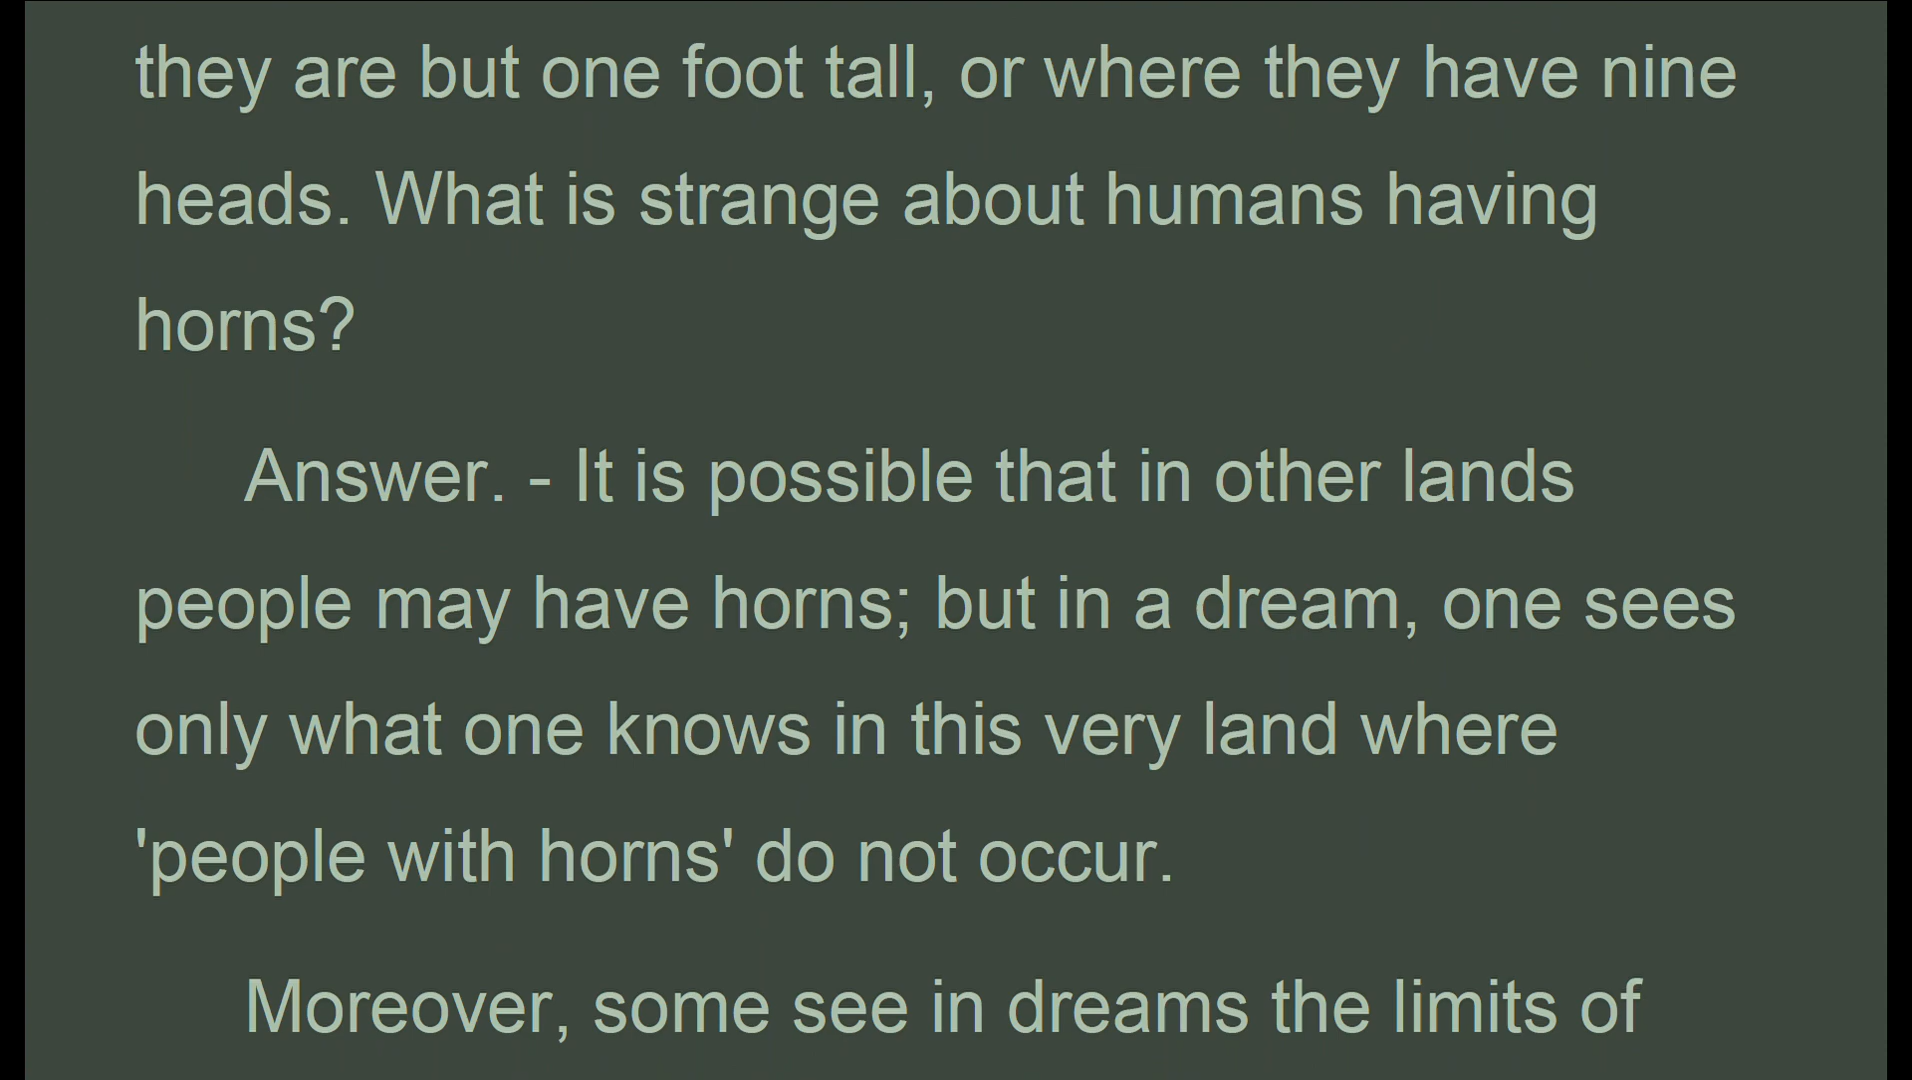 they are but one foot tall, or where they have nine
heads. What is strange about humans having
horns?
Answer. - It is possible that in other lands
people may have horns; but in a dream, one sees
only what one knows in this very land where
'people with horns' do not occur.
Moreover, some see in dreams the limits of